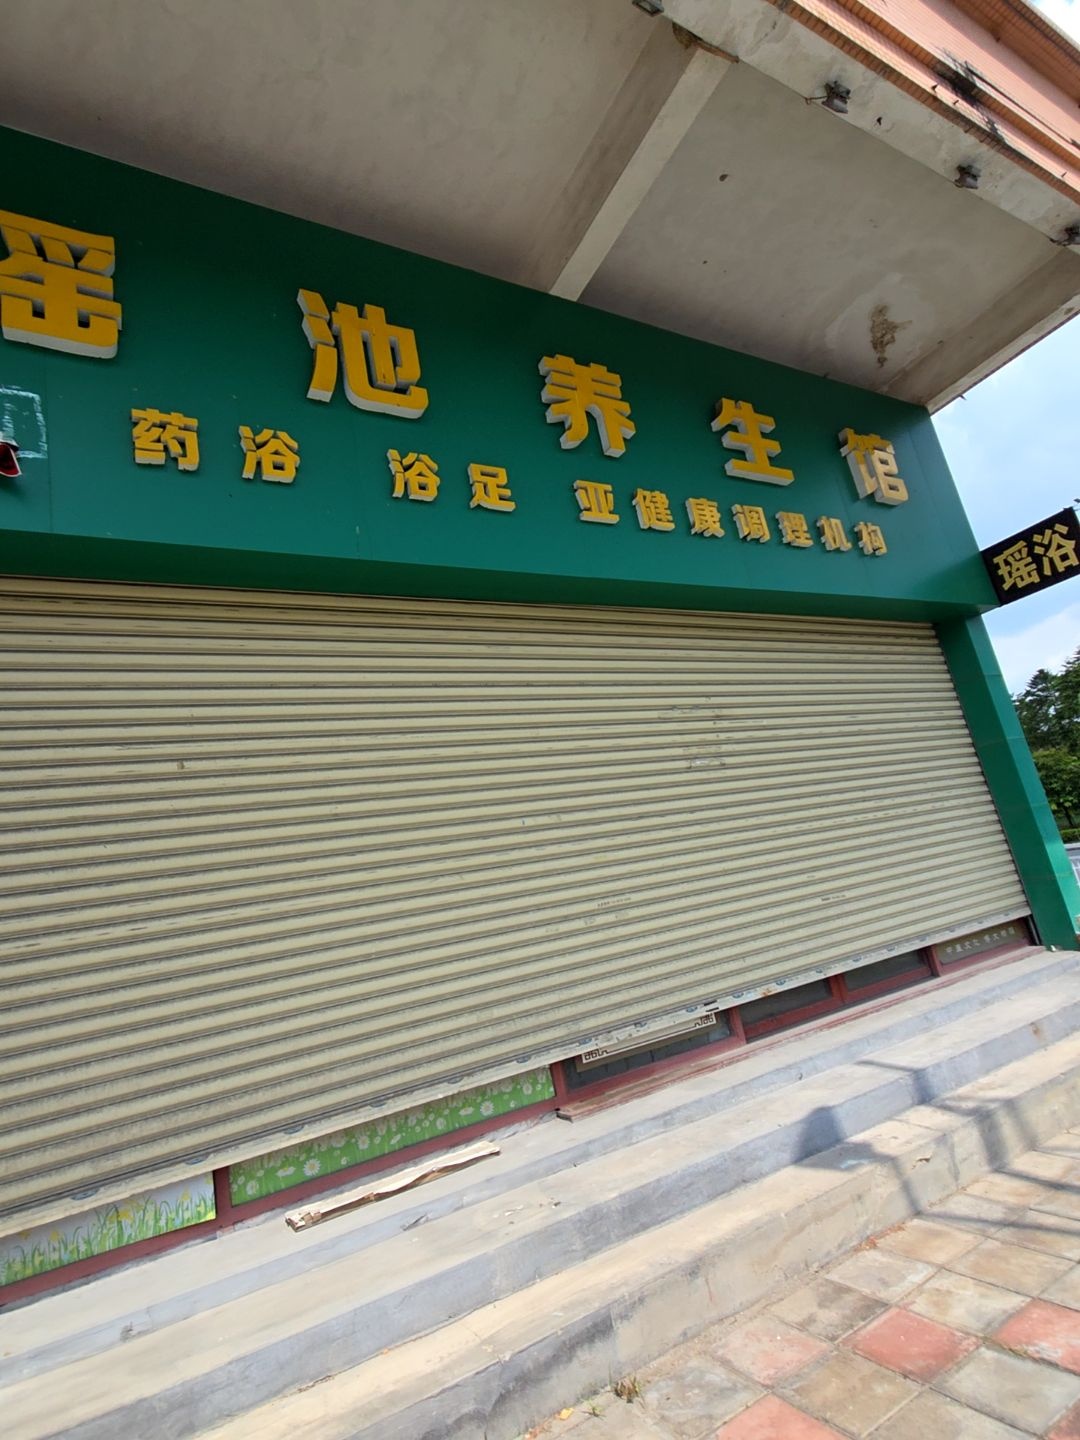 瑶池养生馆
药浴 浴足 亚健康调理机构
瑶浴